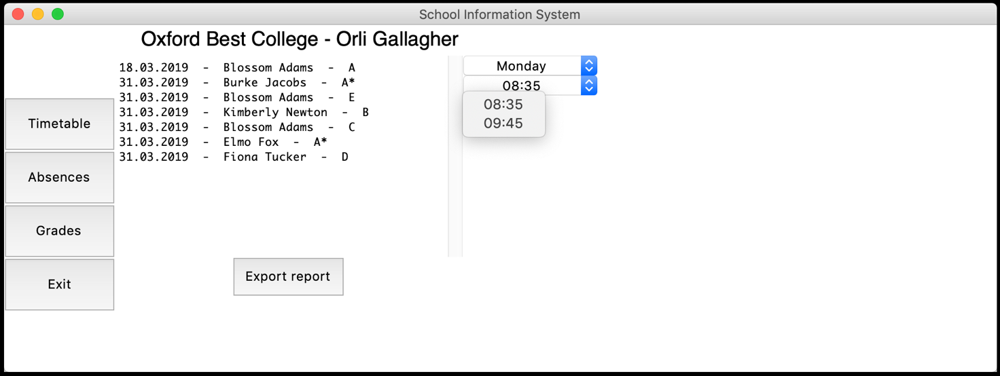 School Information System
Oxford Best College - Orli Gallagher
18.03.2019 - Blossom Adams - A
31.03.2019 - Burke Jacobs - A*
31.03.2019 - Blossom Adams - E
31.03.2019 - Kimberly Newton - B
31.03.2019 - Blossom Adams - C
31.03.2019 - Elmo Fox - A*
31.03.2019 - Fiona Tucker - D
Monday
08:35
08:35
09:45
Timetable
Absences
Grades
Exit
Export report